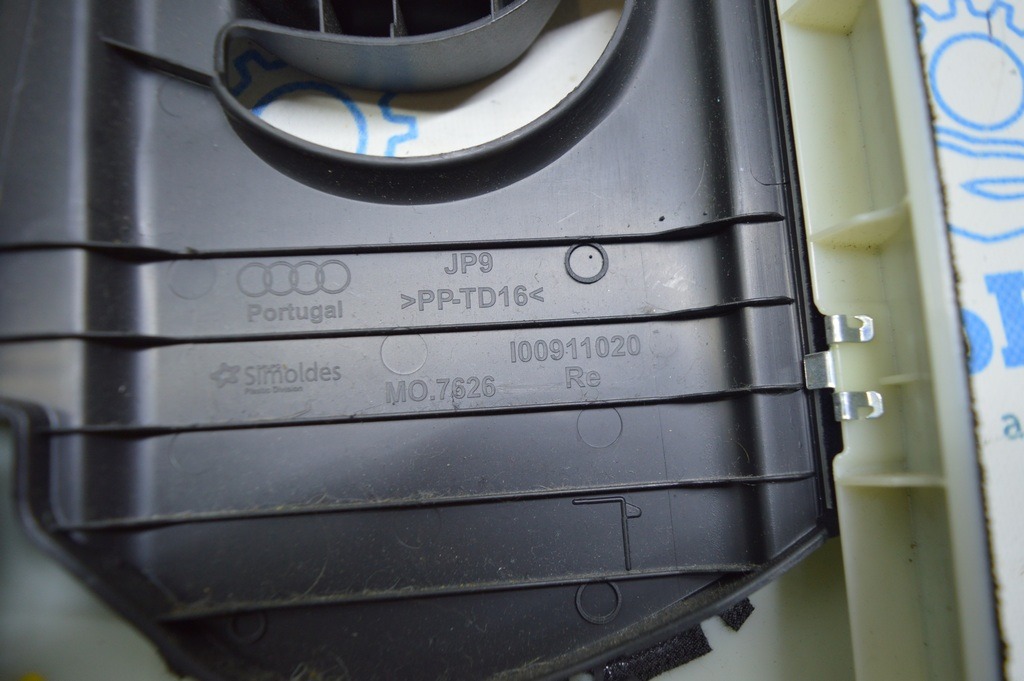 JP9
>PP-TD16<
Portugal
Simoldes
I00911020
MO.7626
Re